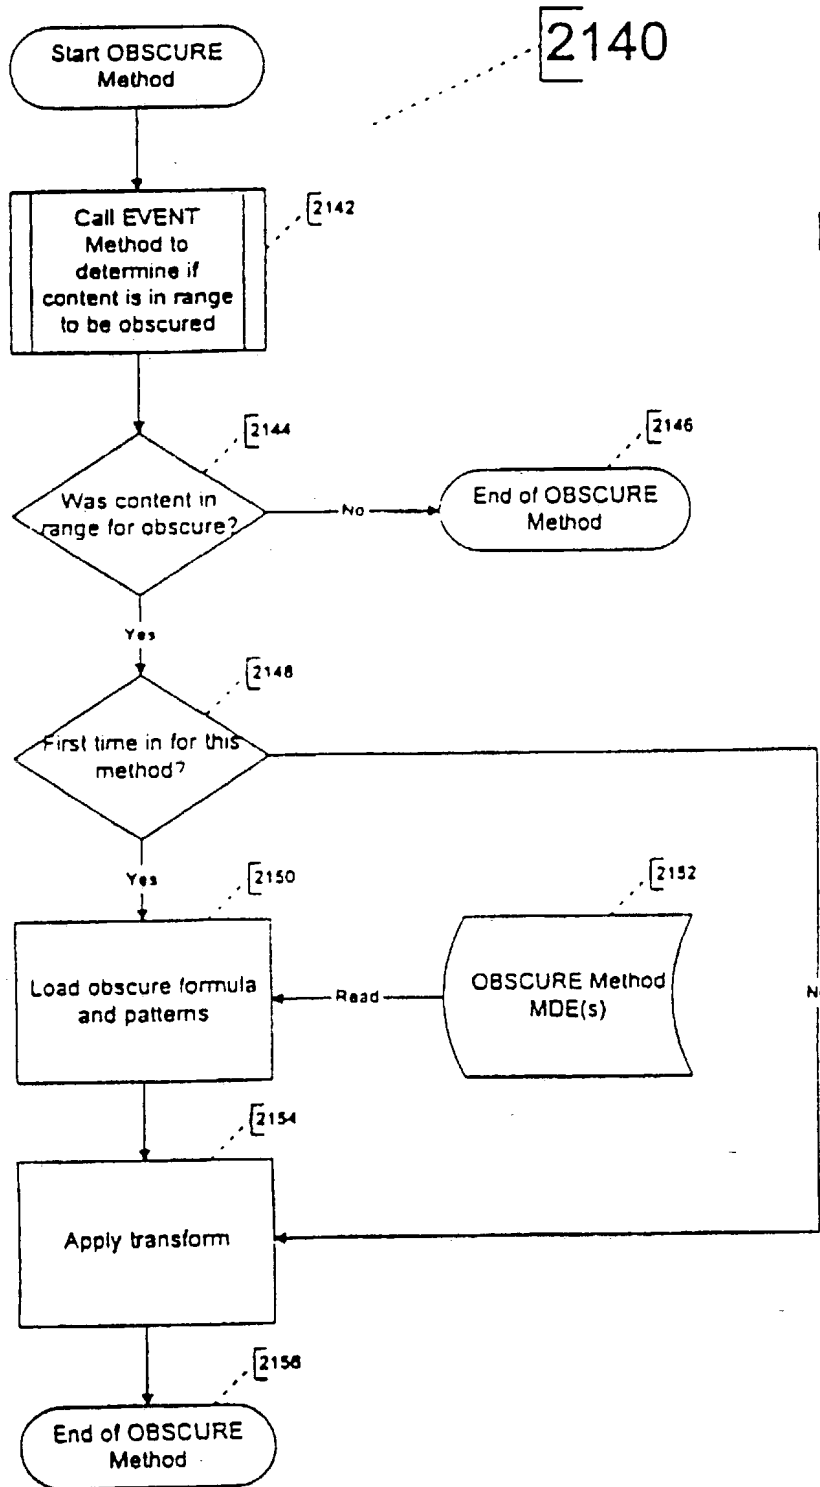 2140
Start OBSCURE
Method
2142
Call EVENT
Method to
determine if
content is in range
to be obscured
2144
Was content in
range for obscure?
No
2146
End of OBSCURE
Method
Yes
2148
First time in for this
method?
Yes
2150
Load obscure formula
and patterns
Read
2152
OBSCURE Method
MDE(s)
2154
Apply transform
2156
End of OBSCURE
Method